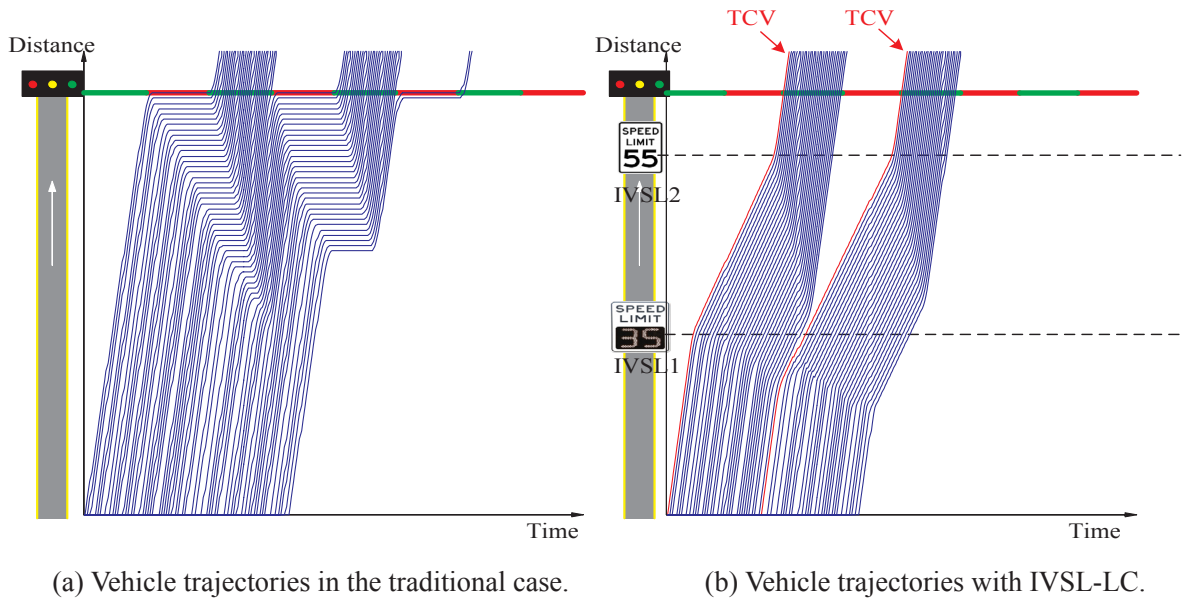 Distance
Time
(a) Vehicle trajectories in the traditional case.
TCV
TCV
Distance
SPEED
LIMIT
55
IVSL2
SPEED
LIMIT
35
IVSL1
Time
(b) Vehicle trajectories with IVSL-LC.